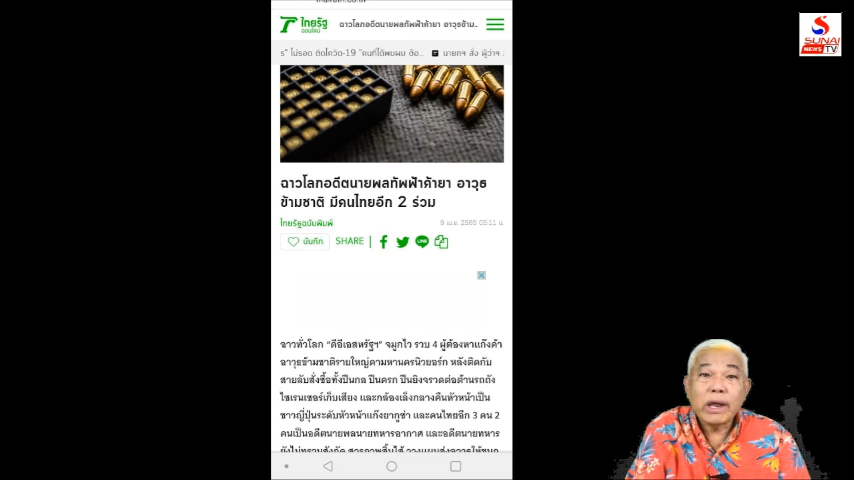 ไทยรัฐ
ออนไลน์
ฉาวโลกอดีตนายพลทัพฟ้าค้ายา อาวุธข้าม..
ร" ไม่รอด ติดโควิด-19 "คนที่ได้พบผม ต้อ...
นายกฯ สั่ง ผู้ว่าฯ
SUNAI
NEWS TV
ฉาวโลกอดีตนายพลทัพฟ้าค้ายา อาวุธ
ข้ามชาติ มีคนไทยอีก 2 ร่วม
ไทยรัฐฉบับพิมพ์
9 เม.ย. 2565 05:11 น.
บันทึก
SHARE
LINE
ฉาวทั่วโลก "ดีอีเอสหรัฐฯ" จมูกไว รวบ 4 ผู้ต้องหาแก๊งค้า
อาวุธข้ามชาติรายใหญ่คามหานครนิวยอร์ก หลังติดกับ
สายลับสั่งซื้อทั้งปืนกล ปืนครก ปืนยิงจรวดต่อต้านรถถัง
ไซเรนเซอร์เก็บเสียง และกล้องเล็งกลางคืนหัวหน้าเป็น
ชาวญี่ปุ่นระดับหัวหน้าแก๊งยากูซ่า และคนไทยอีก 3 คน 2
คนเป็นอดีตนายพลนายทหารอากาศ และอดีตนายทหาร